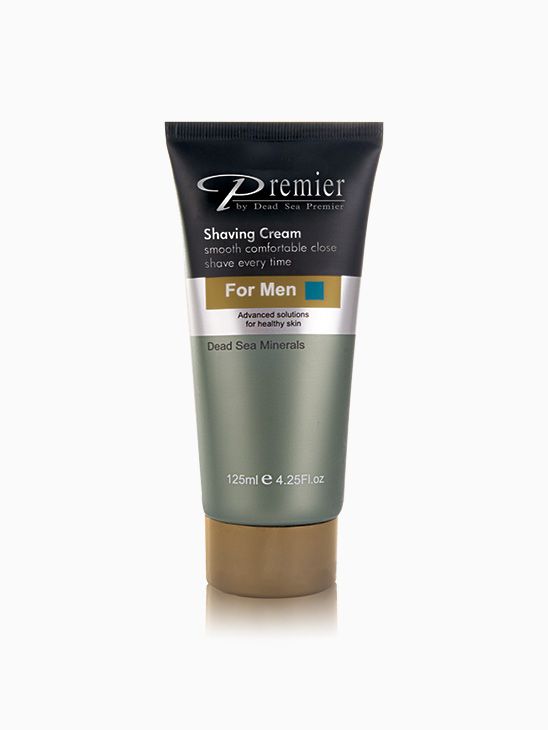 Premier
by Dead Sea Premier
Shaving Cream
smooth comfortable close
shave every time
For Men
Advanced solutions
for healthy skin
Dead Sea Minerals
125ml e 4.25Fl.oz